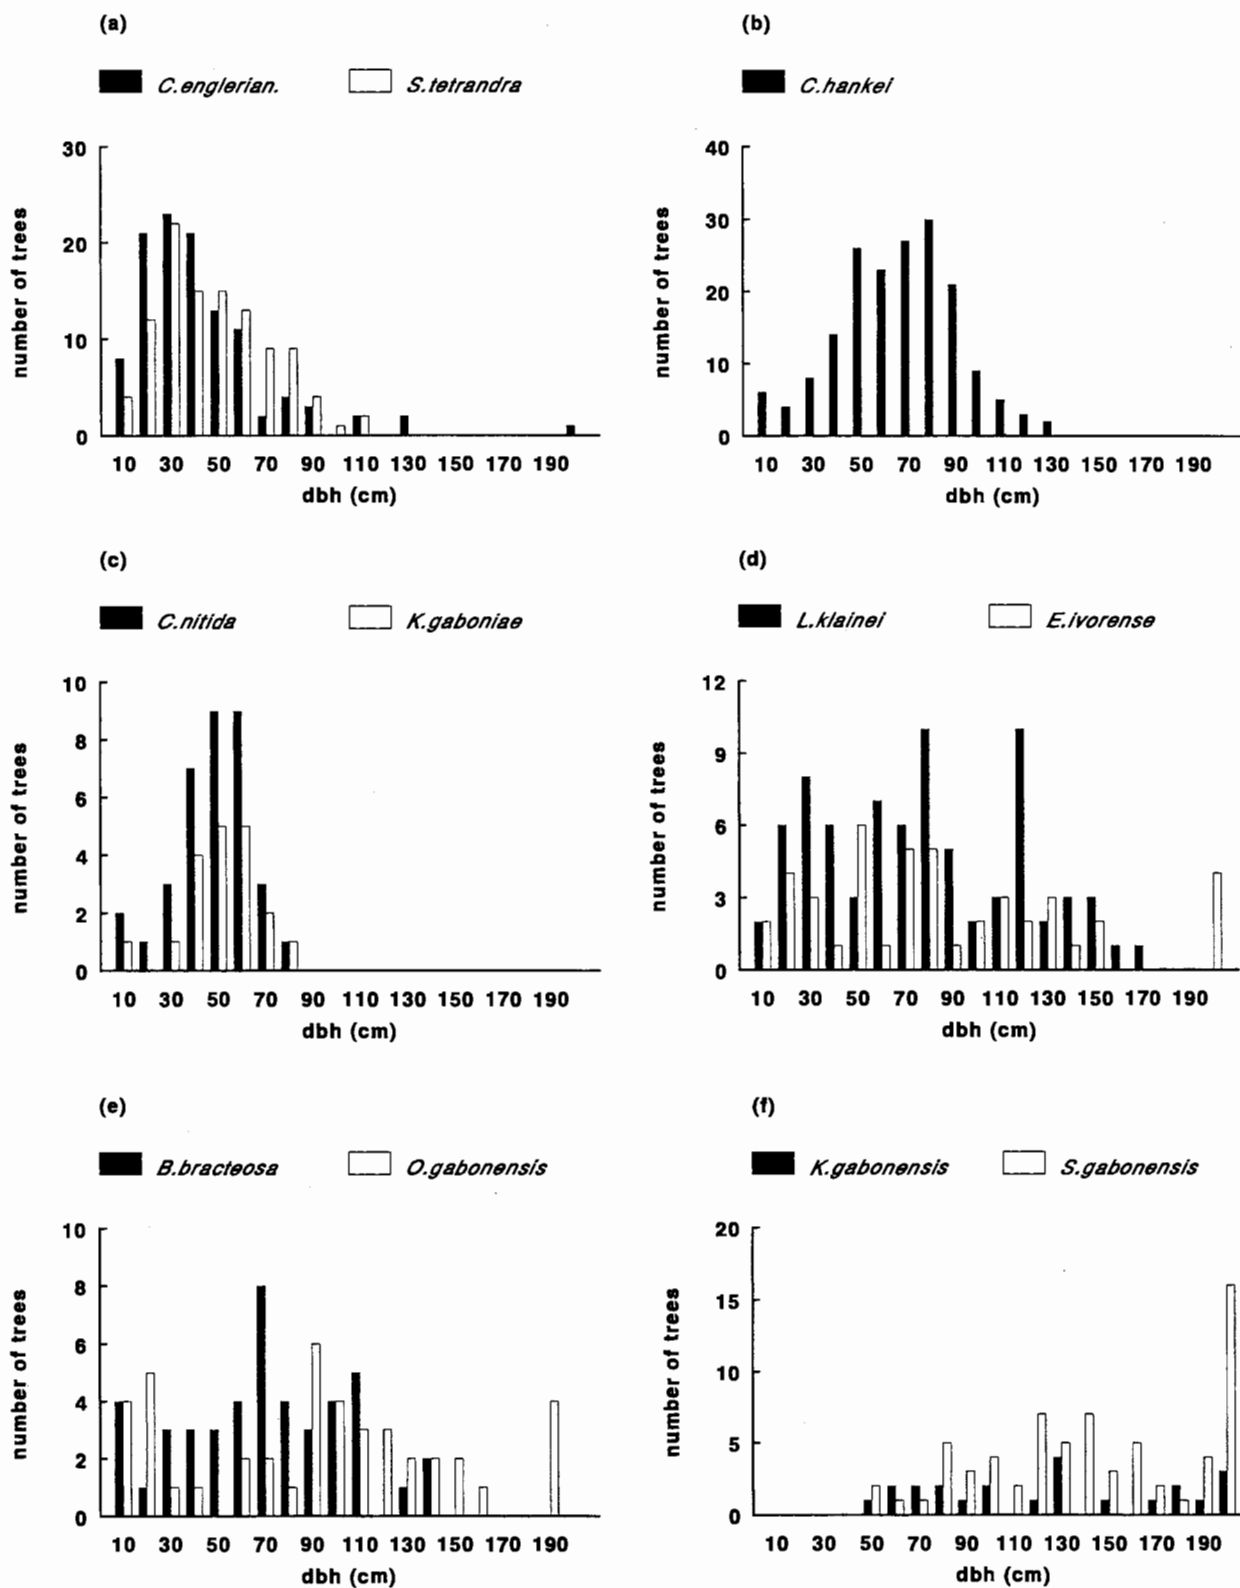 (a)
C.englerian. S.tetrandra
30
20
10
0
number of trees
10 30 50 70 90 110 130 150 170 190
dbh (cm)
(b)
C.hankei
40
30
20
10
0
number of trees
10 30 50 70 90 110 130 150 170 190
dbh (cm)
(c)
C.nitida K.gaboniae
10
8
6
4
2
0
number of trees
10 30 50 70 90 110 130 150 170 190
dbh (cm)
(d)
L.klainei E.ivorense
12
9
6
3
0
number of trees
10 30 50 70 90 110 130 150 170 190
dbh (cm)
(e)
B.bracteosa O.gabonensis
10
8
6
4
2
0
number of trees
10 30 50 70 90 110 130 150 170 190
dbh (cm)
(f)
K.gabonensis S.gabonensis
20
15
10
5
0
number of trees
10 30 50 70 90 110 130 150 170 190
dbh (cm)